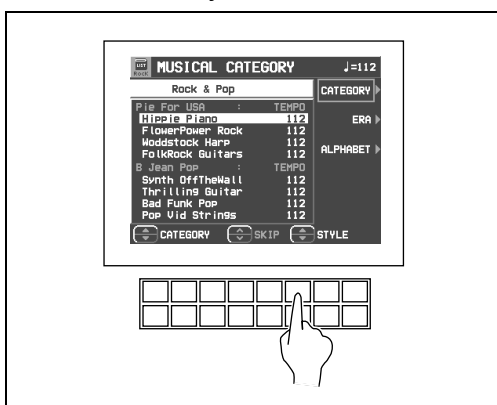 LIST
Rock
MUSICAL CATEGORY ♩=112
Rock & Pop
CATEGORY
Pie For USA : TEMPO
Hippie Piano 112
ERA
FlowerPower Rock 112
Woddstock Harp 112
FolkRock Guitars 112
ALPHABET
B Jean Pop : TEMPO
Synth OffTheWall 112
Thrilling Guitar 112
Bad Funk Pop 112
Pop Vid Strings 112
CATEGORY SKIP STYLE